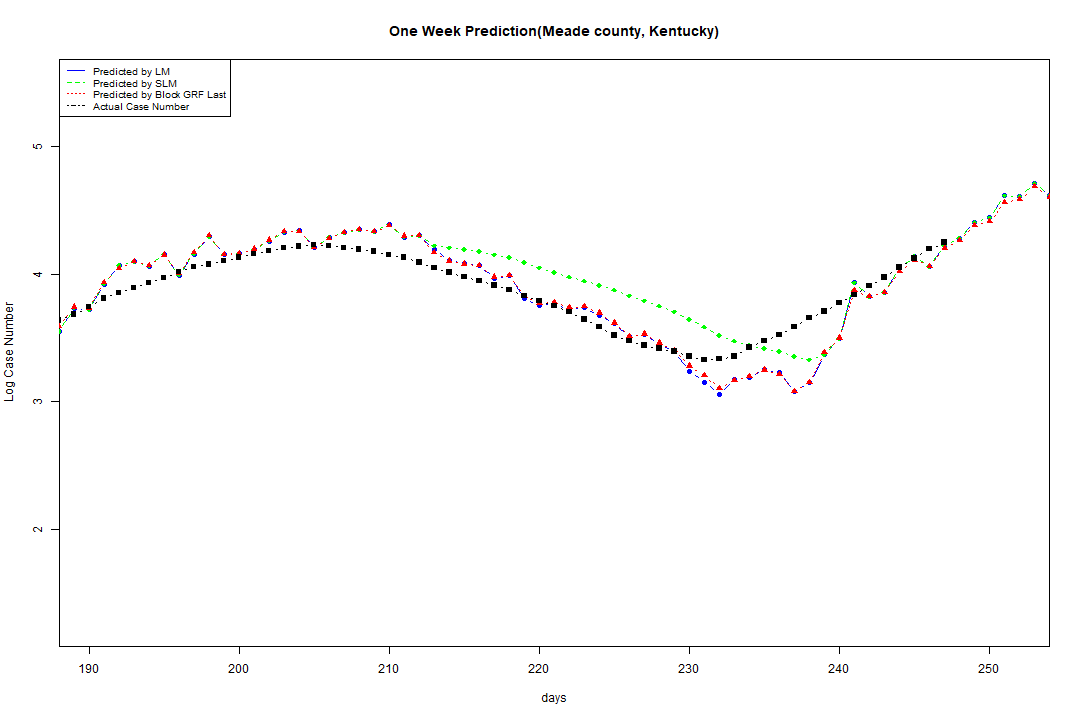 One Week Prediction(Meade county, Kentucky)
Predicted by LM
Predicted by SLM
Predicted by Block GRF Last
Actual Case Number
5
4
3
2
Log Case Number
190 200 210 220 230 240 250
days